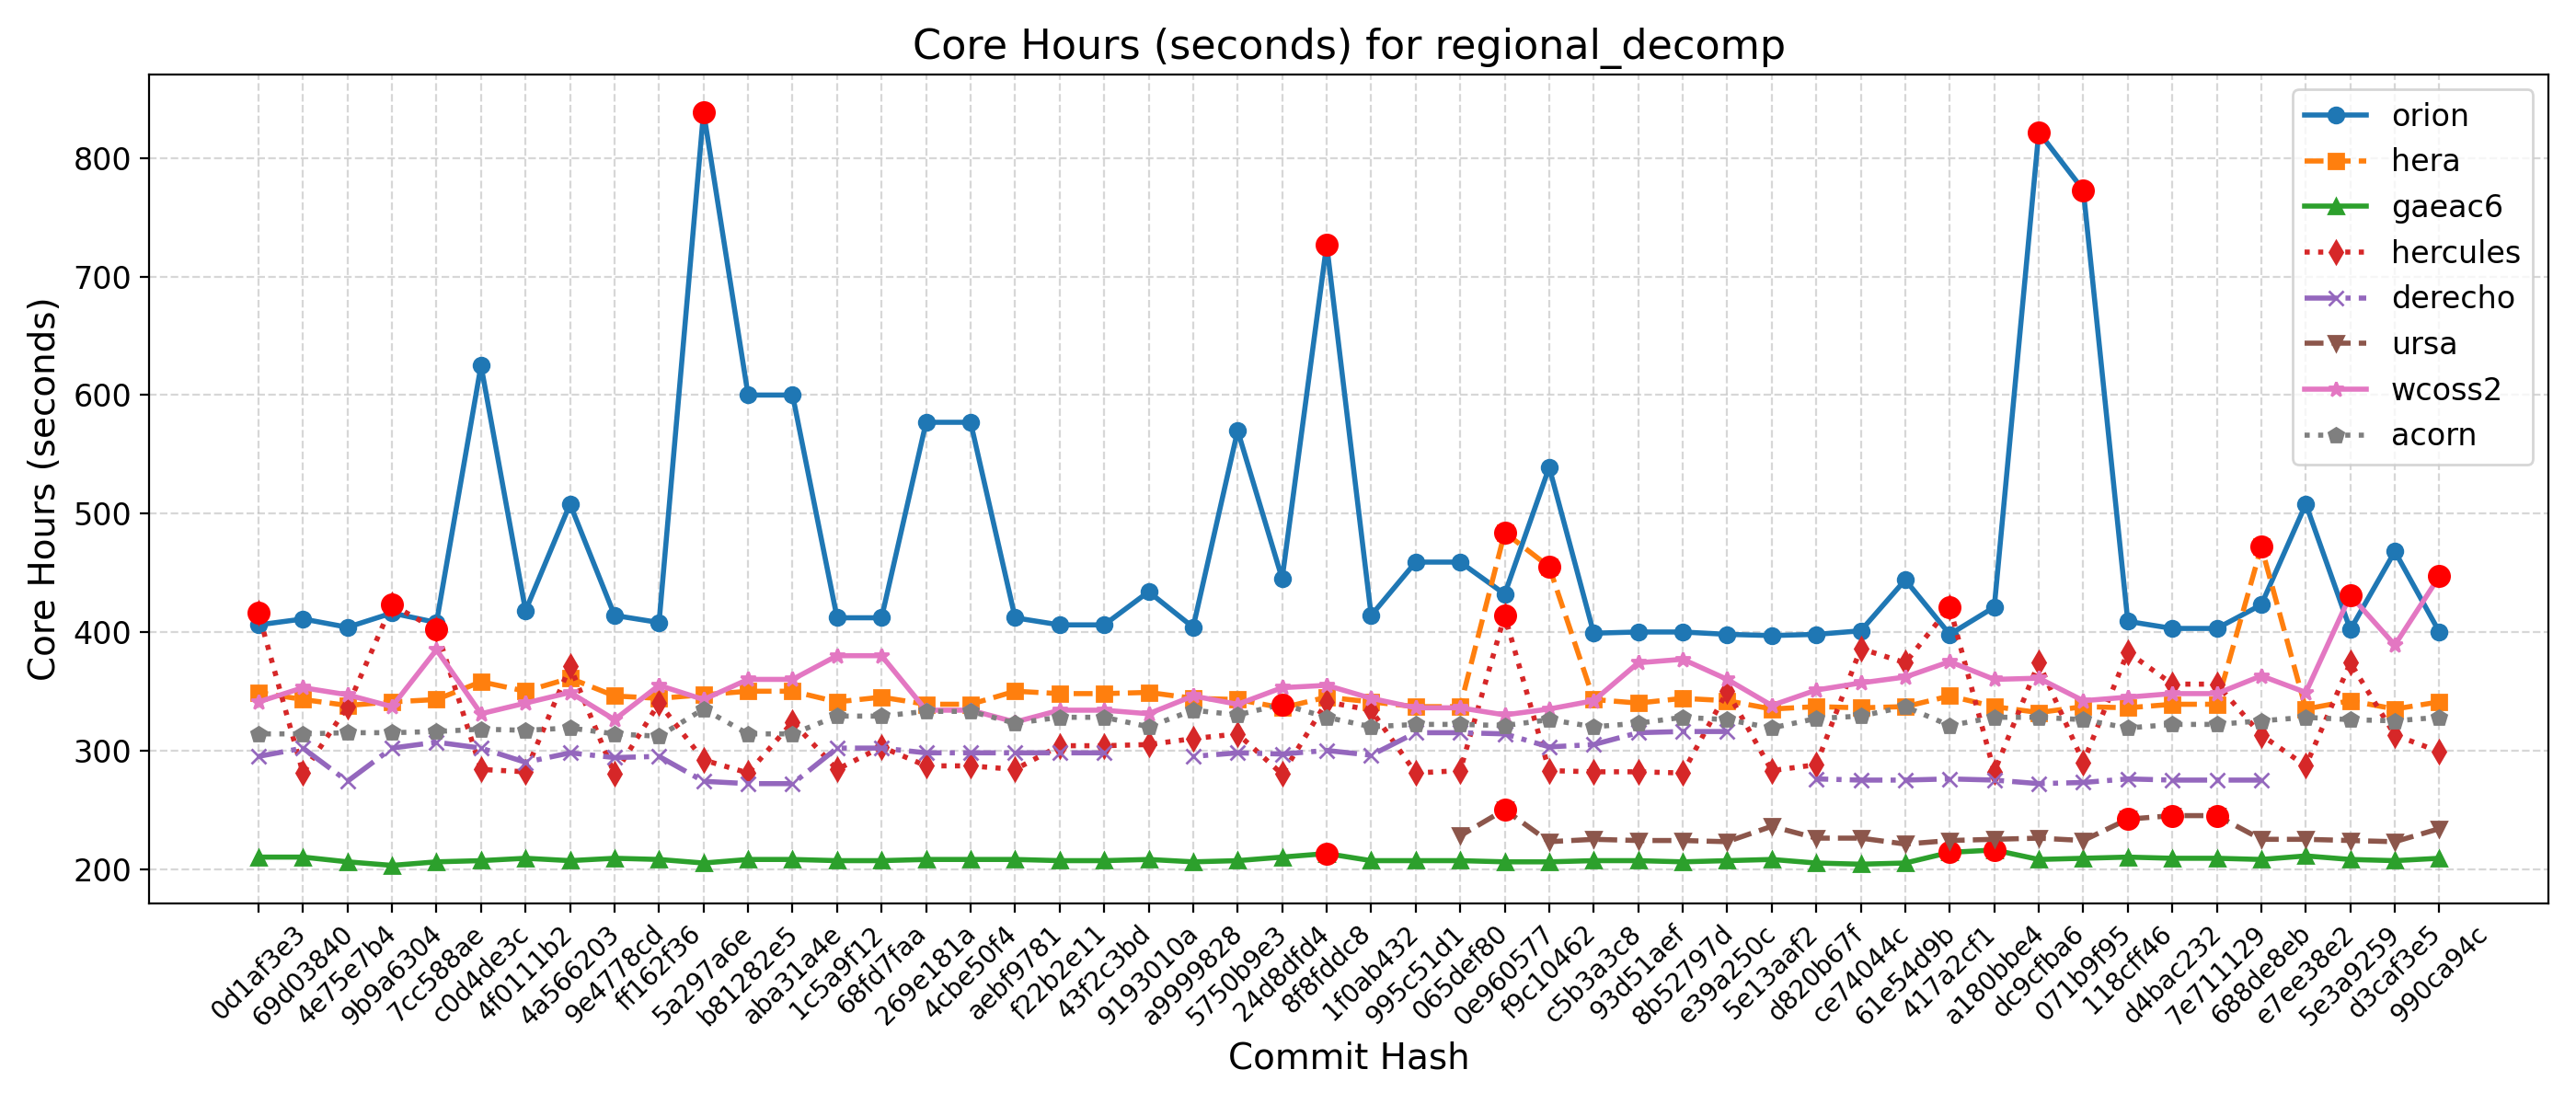 Core Hours (seconds) for regional_decomp
Core Hours (seconds)
800
700
600
500
400
300
200
orion
hera
gaeac6
hercules
derecho
ursa
wcoss2
acorn
0d1af3e3
69d03840
4e75e7b4
9b9a6304
7cc588ae
c0d4de3c
4f0111b2
4a566203
9e4778cd
ff162f36
5a297a6e
b81282e5
aba31a4e
1c5a9f12
68fd7faa
269e181a
4cbe50f4
aebf9781
f22b2e11
43f2c3bd
9193010a
a9999828
5750b9e3
24d8dfd4
8f8fddc8
1f0ab432
995c51d1
065def80
0e960577
f9c10462
c5b3a3c8
93d51aef
8b52797d
e39a250c
5e13aaf2
d820b67f
ce74044c
61e54d9b
417a2cf1
a180bbe4
dc9cfba6
071b9f95
118cff46
d4bac232
7e711129
688de8eb
e7ee38e2
5e3a9259
d3caf3e5
990ca94c
Commit Hash